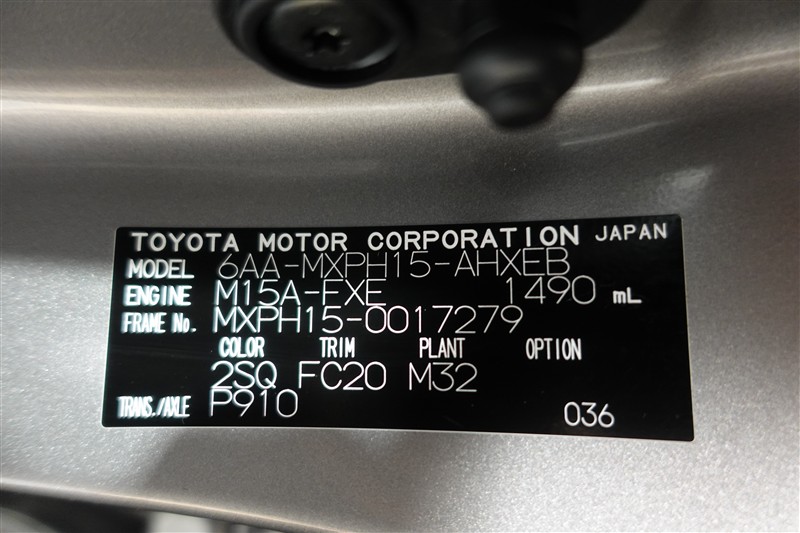 TOYOTA MOTOR CORPORATION JAPAN
MODEL 6AA-MXPH15-AHXEB
ENGINE M15A-FXE 1490 mL
FRAME No. MXPH15-0017279
COLOR TRIM PLANT OPTION
2SQ FC20 M32
TRANS./AXLE P910 036